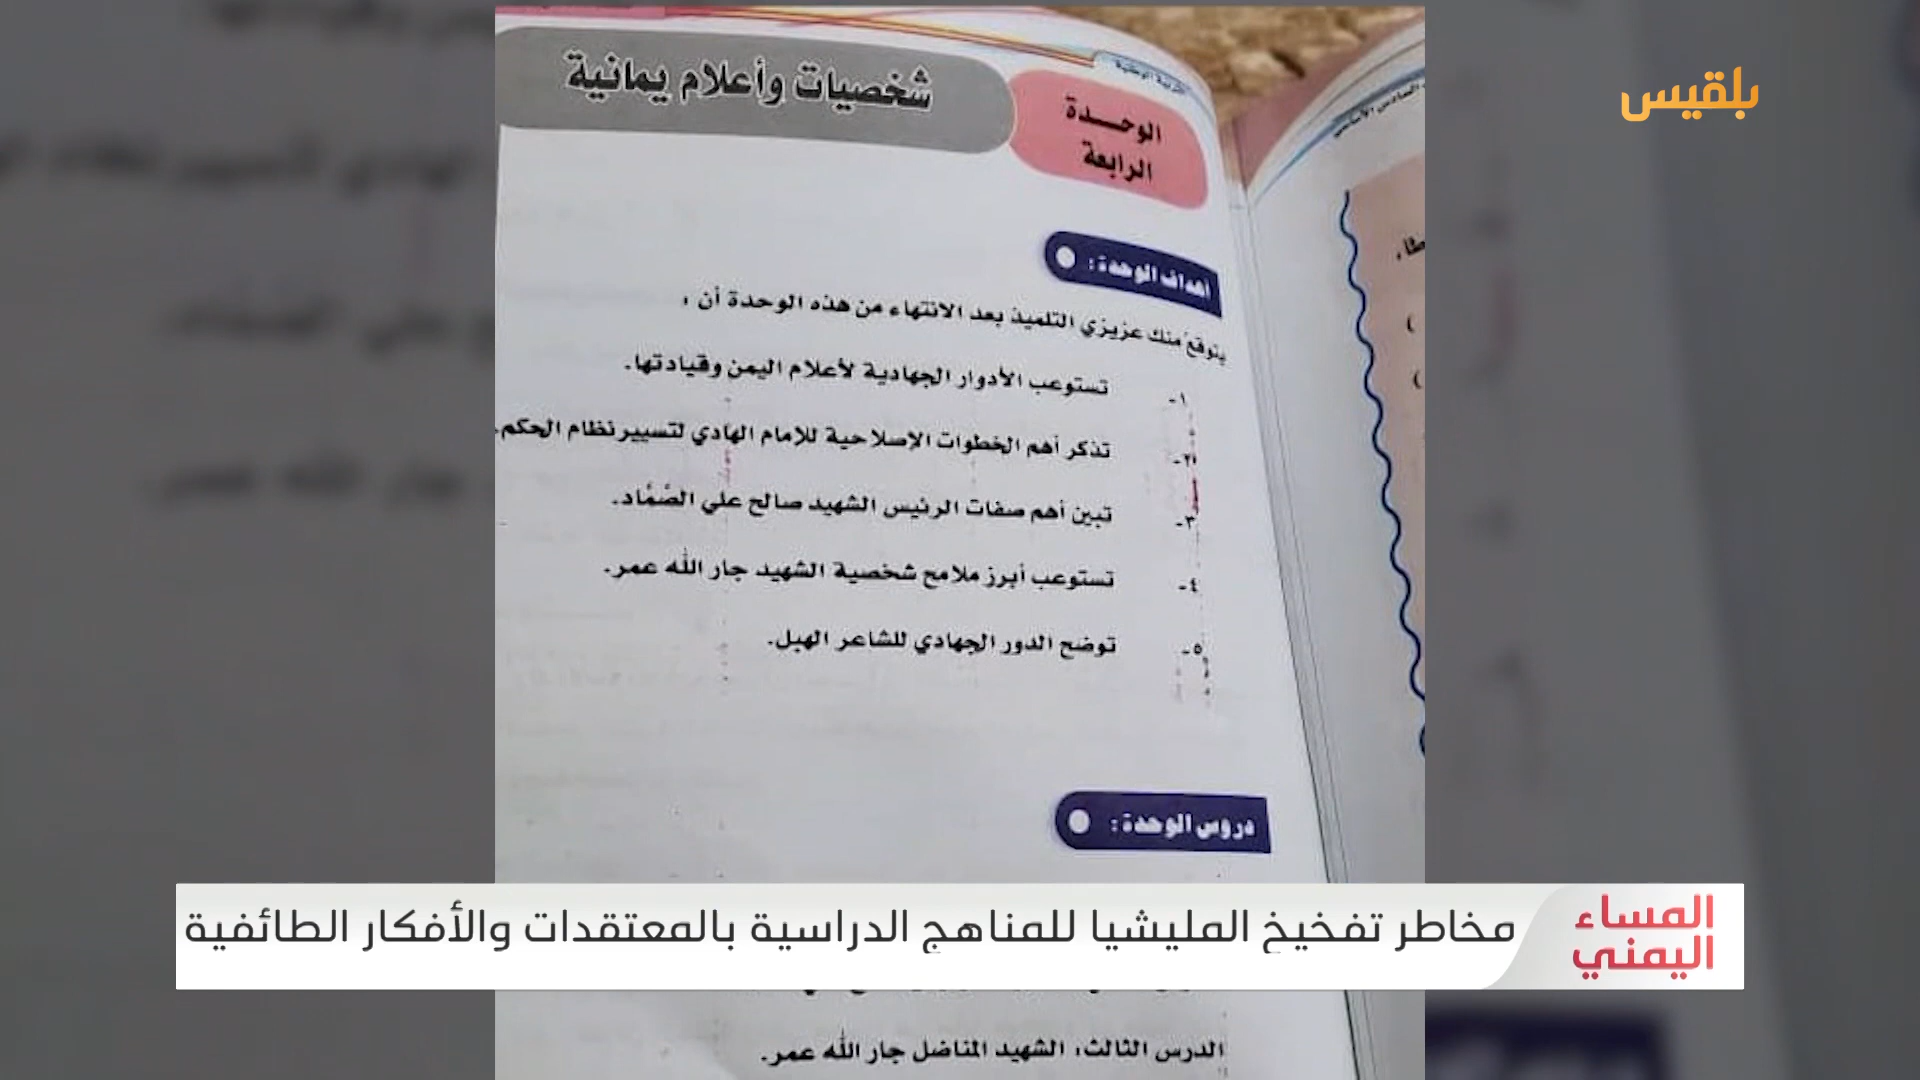 بلقيس
التربية الوطنية
شخصيات وأعلام يمانية
الوحدة
الرابعة
أهداف الوحدة :
يتوقع منك عزيزي التلميذ بعد الانتهاء من هذه الوحدة أن :
١- تستوعب الأدوار الجهادية لأعلام اليمن وقيادتها.
٢- تذكر أهم الخطوات الإصلاحية للإمام الهادي لتسيير نظام الحكم.
٣- تبين أهم صفات الرئيس الشهيد صالح علي الصَّمَّاد.
٤- تستوعب أبرز ملامح شخصية الشهيد جار الله عمر.
٥- توضح الدور الجهادي للشاعر الهبل.
دروس الوحدة :
المساء
اليمني
مخاطر تفخيخ المليشيا للمناهج الدراسية بالمعتقدات والأفكار الطائفية
الدرس الثالث: الشهيد المناضل جار الله عمر.